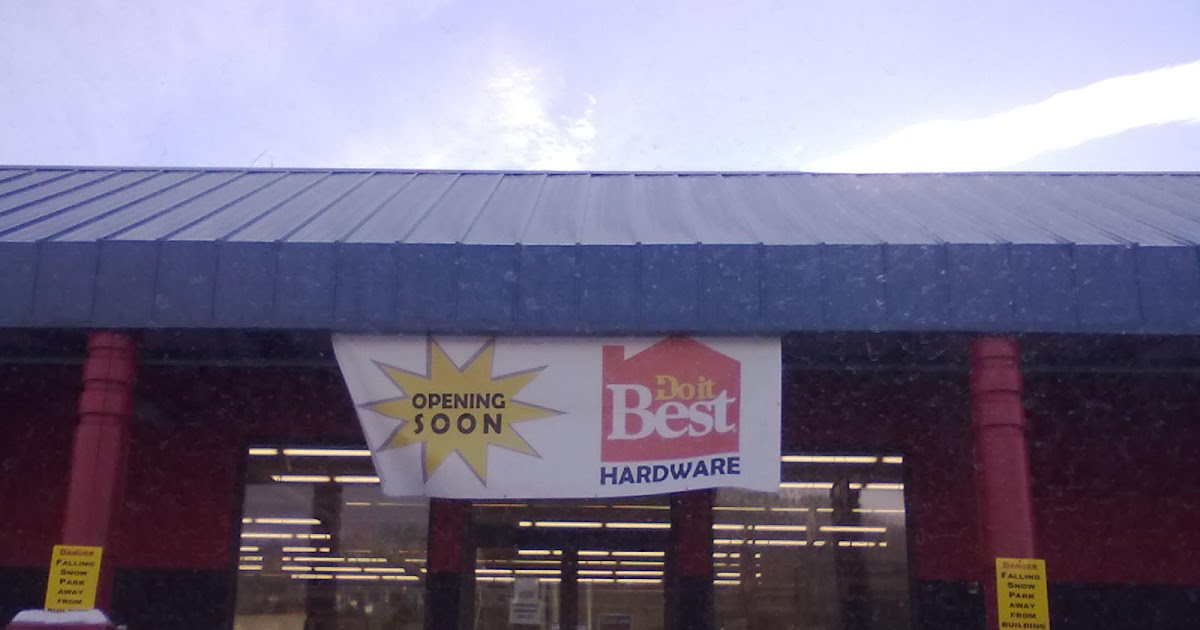 OPENING
SOON
Do it
Best
HARDWARE
DANGER
FALLING
SNOW
PARK
AWAY
FROM
BUILDING
DANGER
FALLING
SNOW
PARK
AWAY
FROM
BUILDING